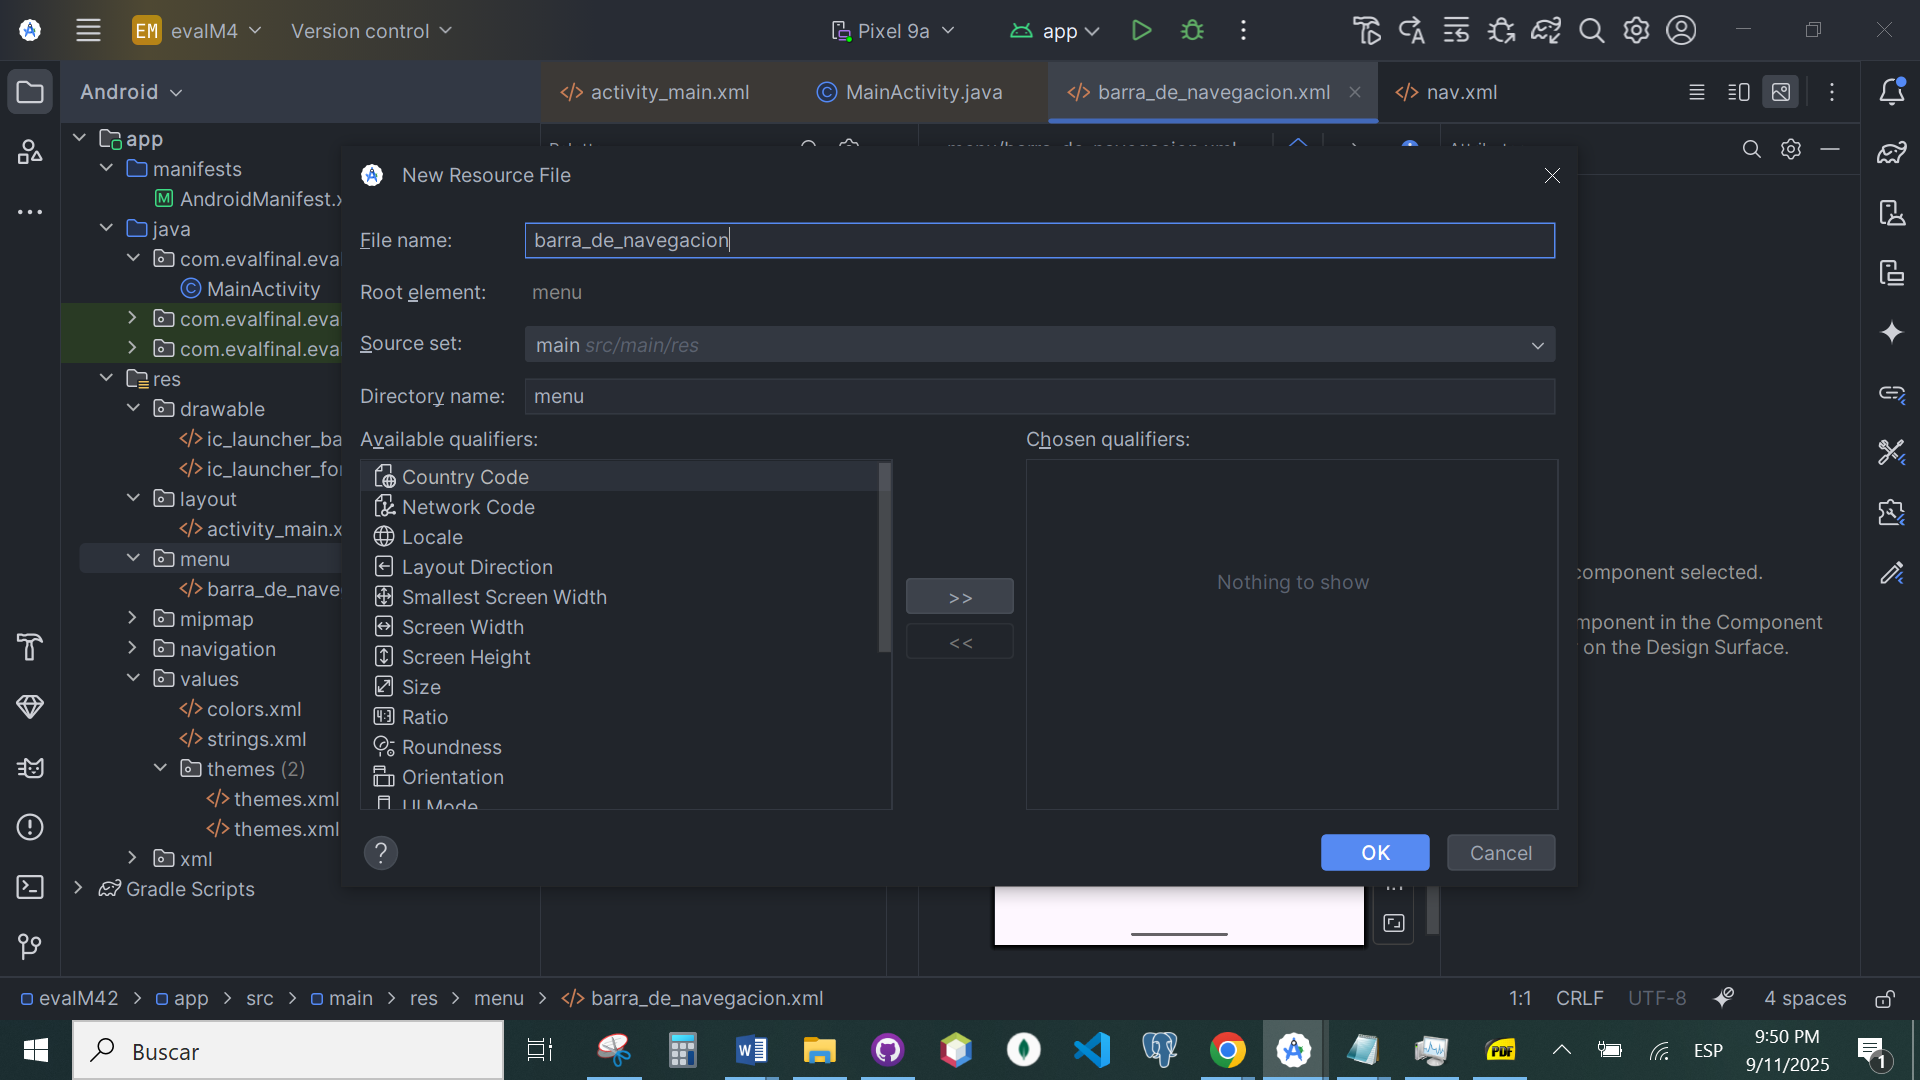 EM evalM4 Version control Pixel 9a app
Android
activity_main.xml MainActivity.java barra_de_navegacion.xml nav.xml
app
manifests
AndroidManifest.x
java
com.evalfinal.eva
MainActivity
com.evalfinal.eva
com.evalfinal.eva
res
drawable
ic_launcher_ba
ic_launcher_for
layout
activity_main.x
menu
barra_de_nave
mipmap
navigation
values
colors.xml
strings.xml
themes (2)
themes.xml
themes.xml
xml
Gradle Scripts
New Resource File
File name: barra_de_navegacion
Root element: menu
Source set: main src/main/res
Directory name: menu
Available qualifiers:
Country Code
Network Code
Locale
Layout Direction
Smallest Screen Width
Screen Width
Screen Height
Size
Ratio
Roundness
Orientation
UI Mode
>>
<<
Chosen qualifiers:
Nothing to show
? OK Cancel
component selected.
mponent in the Component
on the Design Surface.
evalM42 > app > src > main > res > menu > barra_de_navegacion.xml 1:1 CRLF UTF-8 4 spaces
Buscar
PDF
ESP
9:50 PM
9/11/2025
1